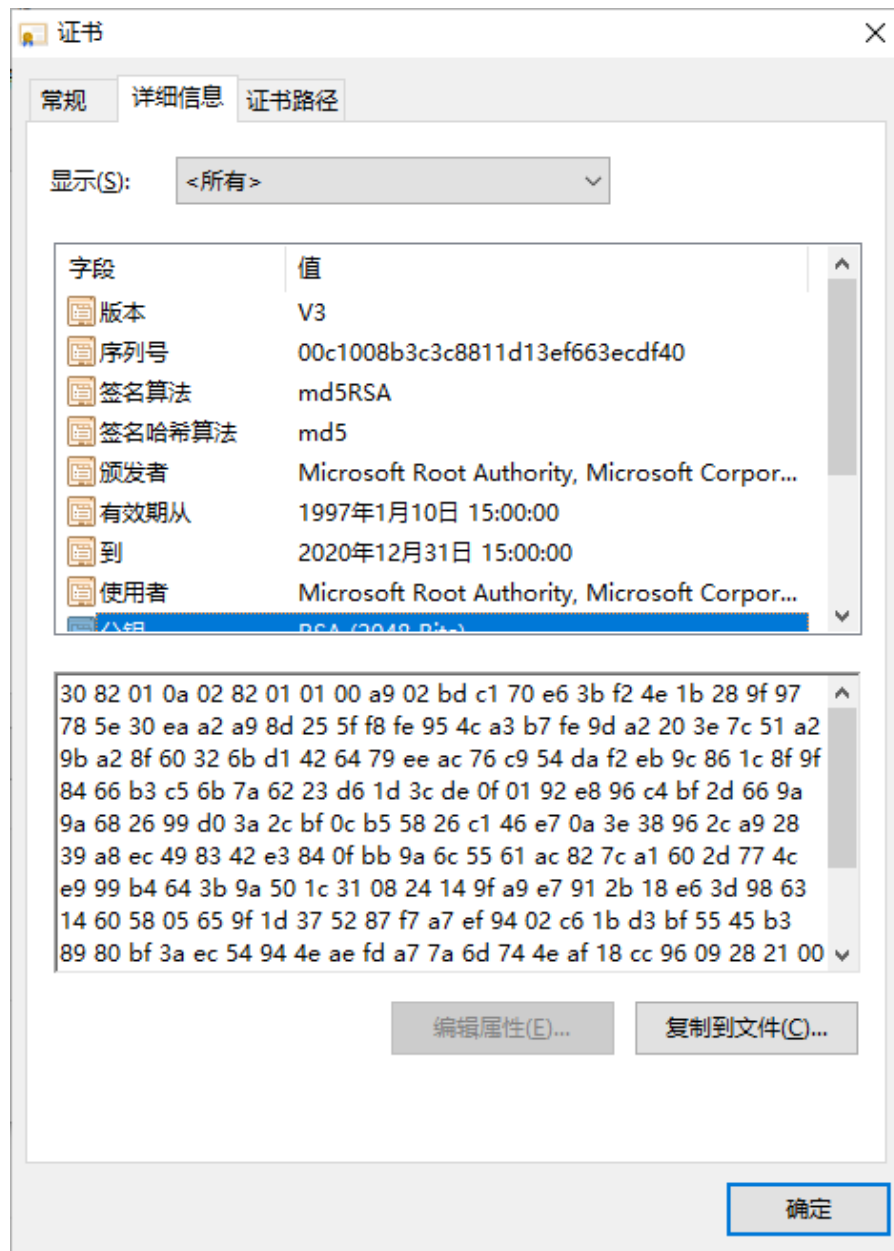 证书
常规 详细信息 证书路径
显示(S): <所有>
字段 值
版本 V3
序列号 00c1008b3c3c8811d13ef663ecdf40
签名算法 md5RSA
签名哈希算法 md5
颁发者 Microsoft Root Authority, Microsoft Corpor...
有效期从 1997年1月10日 15:00:00
到 2020年12月31日 15:00:00
使用者 Microsoft Root Authority, Microsoft Corpor...
公钥 RSA (2048 Bits)
30 82 01 0a 02 82 01 01 00 a9 02 bd c1 70 e6 3b f2 4e 1b 28 9f 97
78 5e 30 ea a2 a9 8d 25 5f f8 fe 95 4c a3 b7 fe 9d a2 20 3e 7c 51 a2
9b a2 8f 60 32 6b d1 42 64 79 ee ac 76 c9 54 da f2 eb 9c 86 1c 8f 9f
84 66 b3 c5 6b 7a 62 23 d6 1d 3c de 0f 01 92 e8 96 c4 bf 2d 66 9a
9a 68 26 99 d0 3a 2c bf 0c b5 58 26 c1 46 e7 0a 3e 38 96 2c a9 28
39 a8 ec 49 83 42 e3 84 0f bb 9a 6c 55 61 ac 82 7c a1 60 2d 77 4c
e9 99 b4 64 3b 9a 50 1c 31 08 24 14 9f a9 e7 91 2b 18 e6 3d 98 63
14 60 58 05 65 9f 1d 37 52 87 f7 a7 ef 94 02 c6 1b d3 bf 55 45 b3
89 80 bf 3a ec 54 94 4e ae fd a7 7a 6d 74 4e af 18 cc 96 09 28 21 00
编辑属性(E)... 复制到文件(C)...
确定